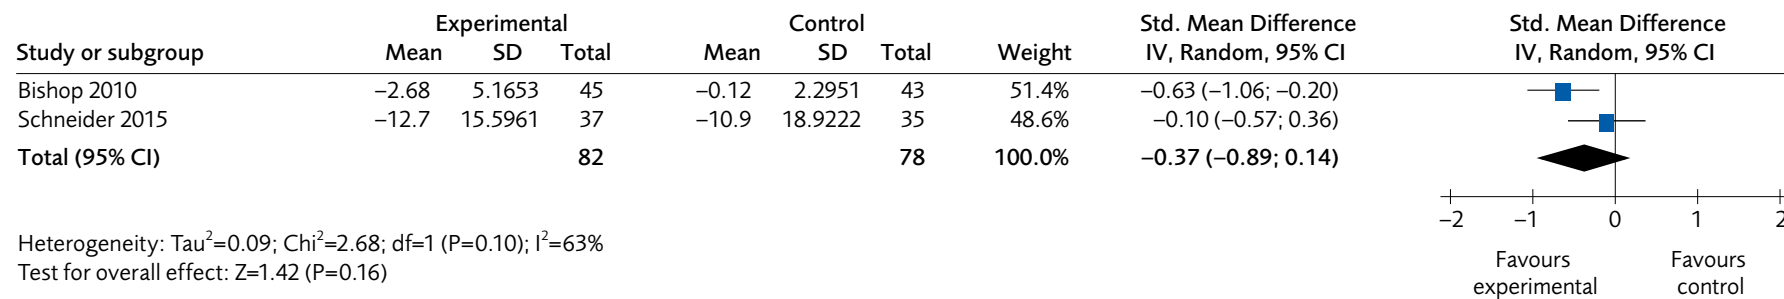 Experimental Control Std. Mean Difference Std. Mean Difference
Study or subgroup Mean SD Total Mean SD Total Weight IV, Random, 95% CI IV, Random, 95% CI
Bishop 2010 –2.68 5.1653 45 –0.12 2.2951 43 51.4% –0.63 (–1.06; –0.20)
Schneider 2015 –12.7 15.5961 37 –10.9 18.9222 35 48.6% –0.10 (–0.57; 0.36)
Total (95% CI) 82 78 100.0% –0.37 (–0.89; 0.14)
–2 –1 0 1 2
Heterogeneity: Tau²=0.09; Chi²=2.68; df=1 (P=0.10); I²=63%
Test for overall effect: Z=1.42 (P=0.16)
Favours experimental
Favours control